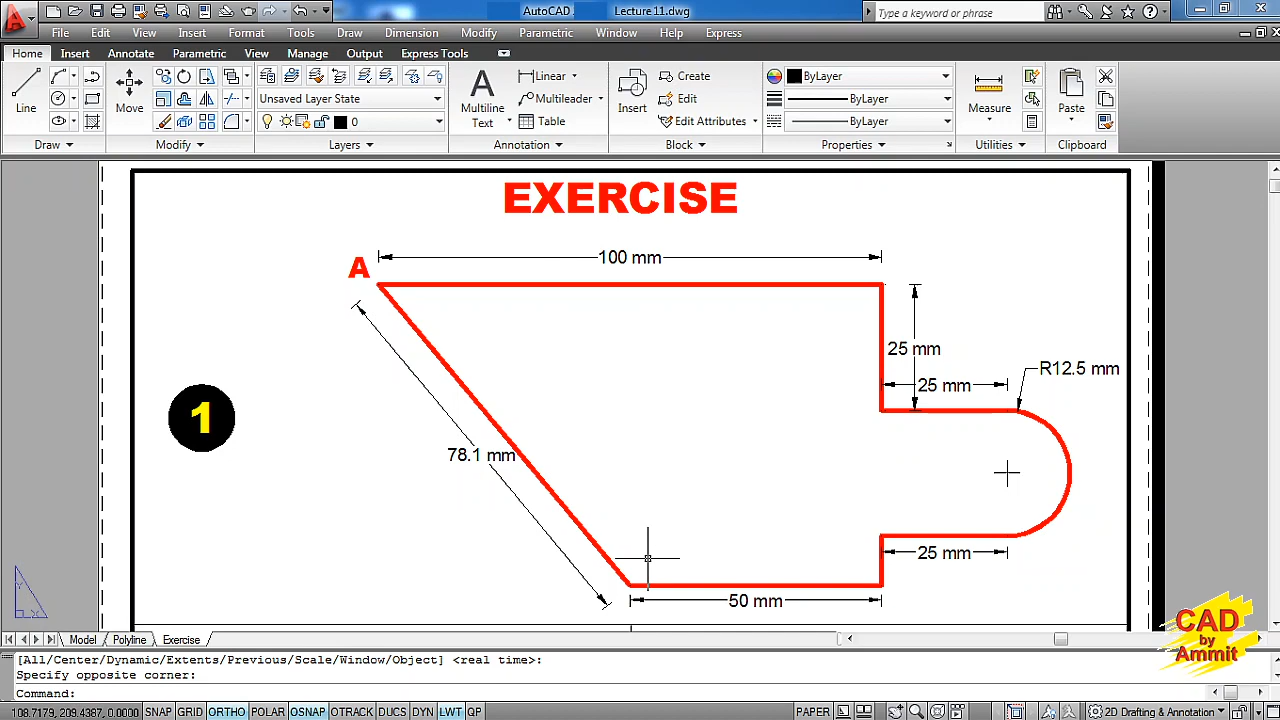 AutoCAD Lecture 11.dwg
Type a keyword or phrase
File Edit View Insert Format Tools Draw Dimension Modify Parametric Window Help Express
Home Insert Annotate Parametric View Manage Output Express Tools
Line Move Unsaved Layer State 0 Multiline Text Linear Multileader Table Insert Create Edit Edit Attributes ByLayer ByLayer ByLayer Measure Paste
Draw Modify Layers Annotation Block Properties Utilities Clipboard
EXERCISE
100 mm
A
25 mm
R12.5 mm
25 mm
1
78.1 mm
25 mm
50 mm
CAD
by
Ammit
Model Polyline Exercise
[All/Center/Dynamic/Extents/Previous/Scale/Window/Object] <real time>:
Specify opposite corner:
Command:
108.7179, 209.4367, 0.0000 SNAP GRID ORTHO POLAR OSNAP OTRACK DUCS DYN LWT QP PAPER 2D Drafting & Annotation